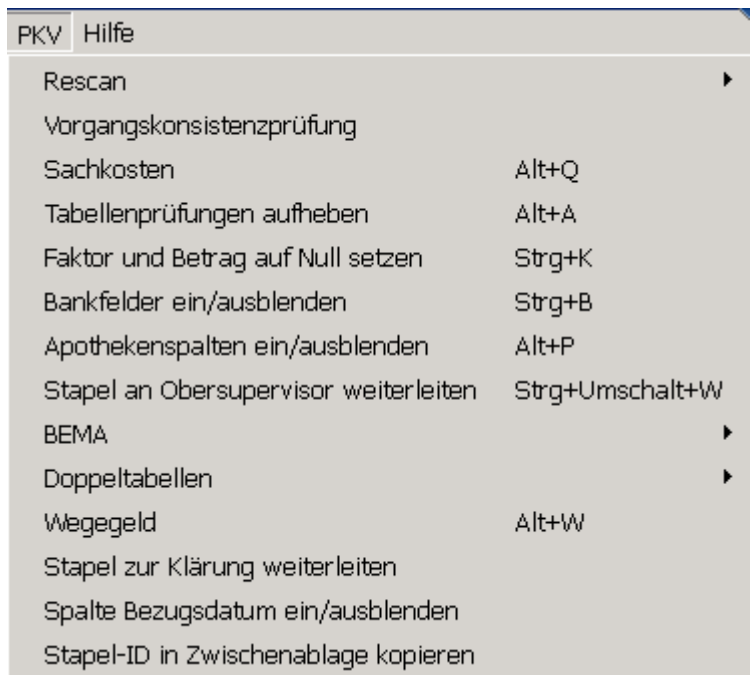 PKV Hilfe
Rescan
Vorgangskonsistenzprüfung
Sachkosten Alt+Q
Tabellenprüfungen aufheben Alt+A
Faktor und Betrag auf Null setzen Strg+K
Bankfelder ein/ausblenden Strg+B
Apothekenspalten ein/ausblenden Alt+P
Stapel an Obersupervisor weiterleiten Strg+Umschalt+W
BEMA
Doppeltabellen
Wegegeld Alt+W
Stapel zur Klärung weiterleiten
Spalte Bezugsdatum ein/ausblenden
Stapel-ID in Zwischenablage kopieren